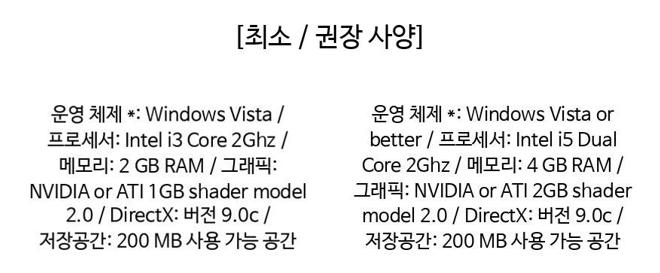 [최소 / 권장 사양]
운영 체제 *: Windows Vista /
프로세서: Intel i3 Core 2Ghz /
메모리: 2 GB RAM / 그래픽:
NVIDIA or ATI 1GB shader model
2.0 / DirectX: 버전 9.0c /
저장공간: 200 MB 사용 가능 공간
운영 체제 *: Windows Vista or
better / 프로세서: Intel i5 Dual
Core 2Ghz / 메모리: 4 GB RAM /
그래픽: NVIDIA or ATI 2GB shader
model 2.0 / DirectX: 버전 9.0c /
저장공간: 200 MB 사용 가능 공간